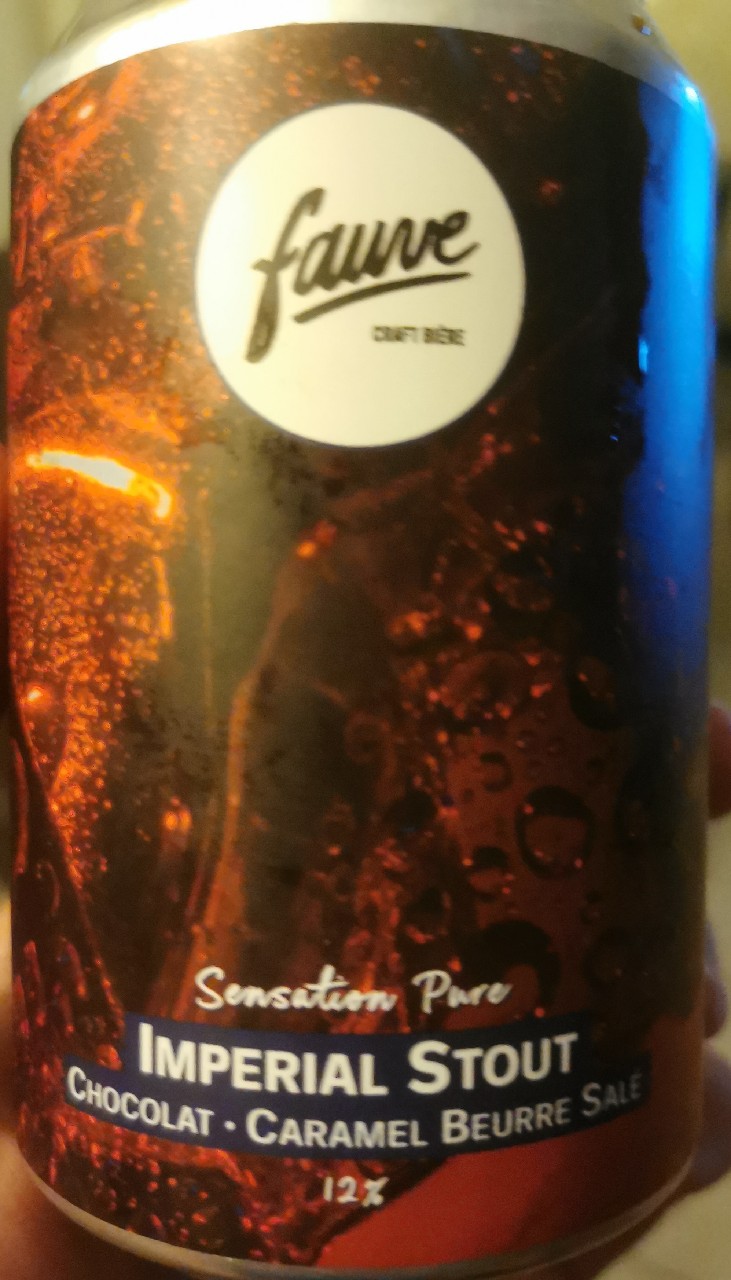 fauve
CRAFT BIÈRE
Sensation Pure
IMPERIAL STOUT
CHOCOLAT · CARAMEL BEURRE SALÉ
12%